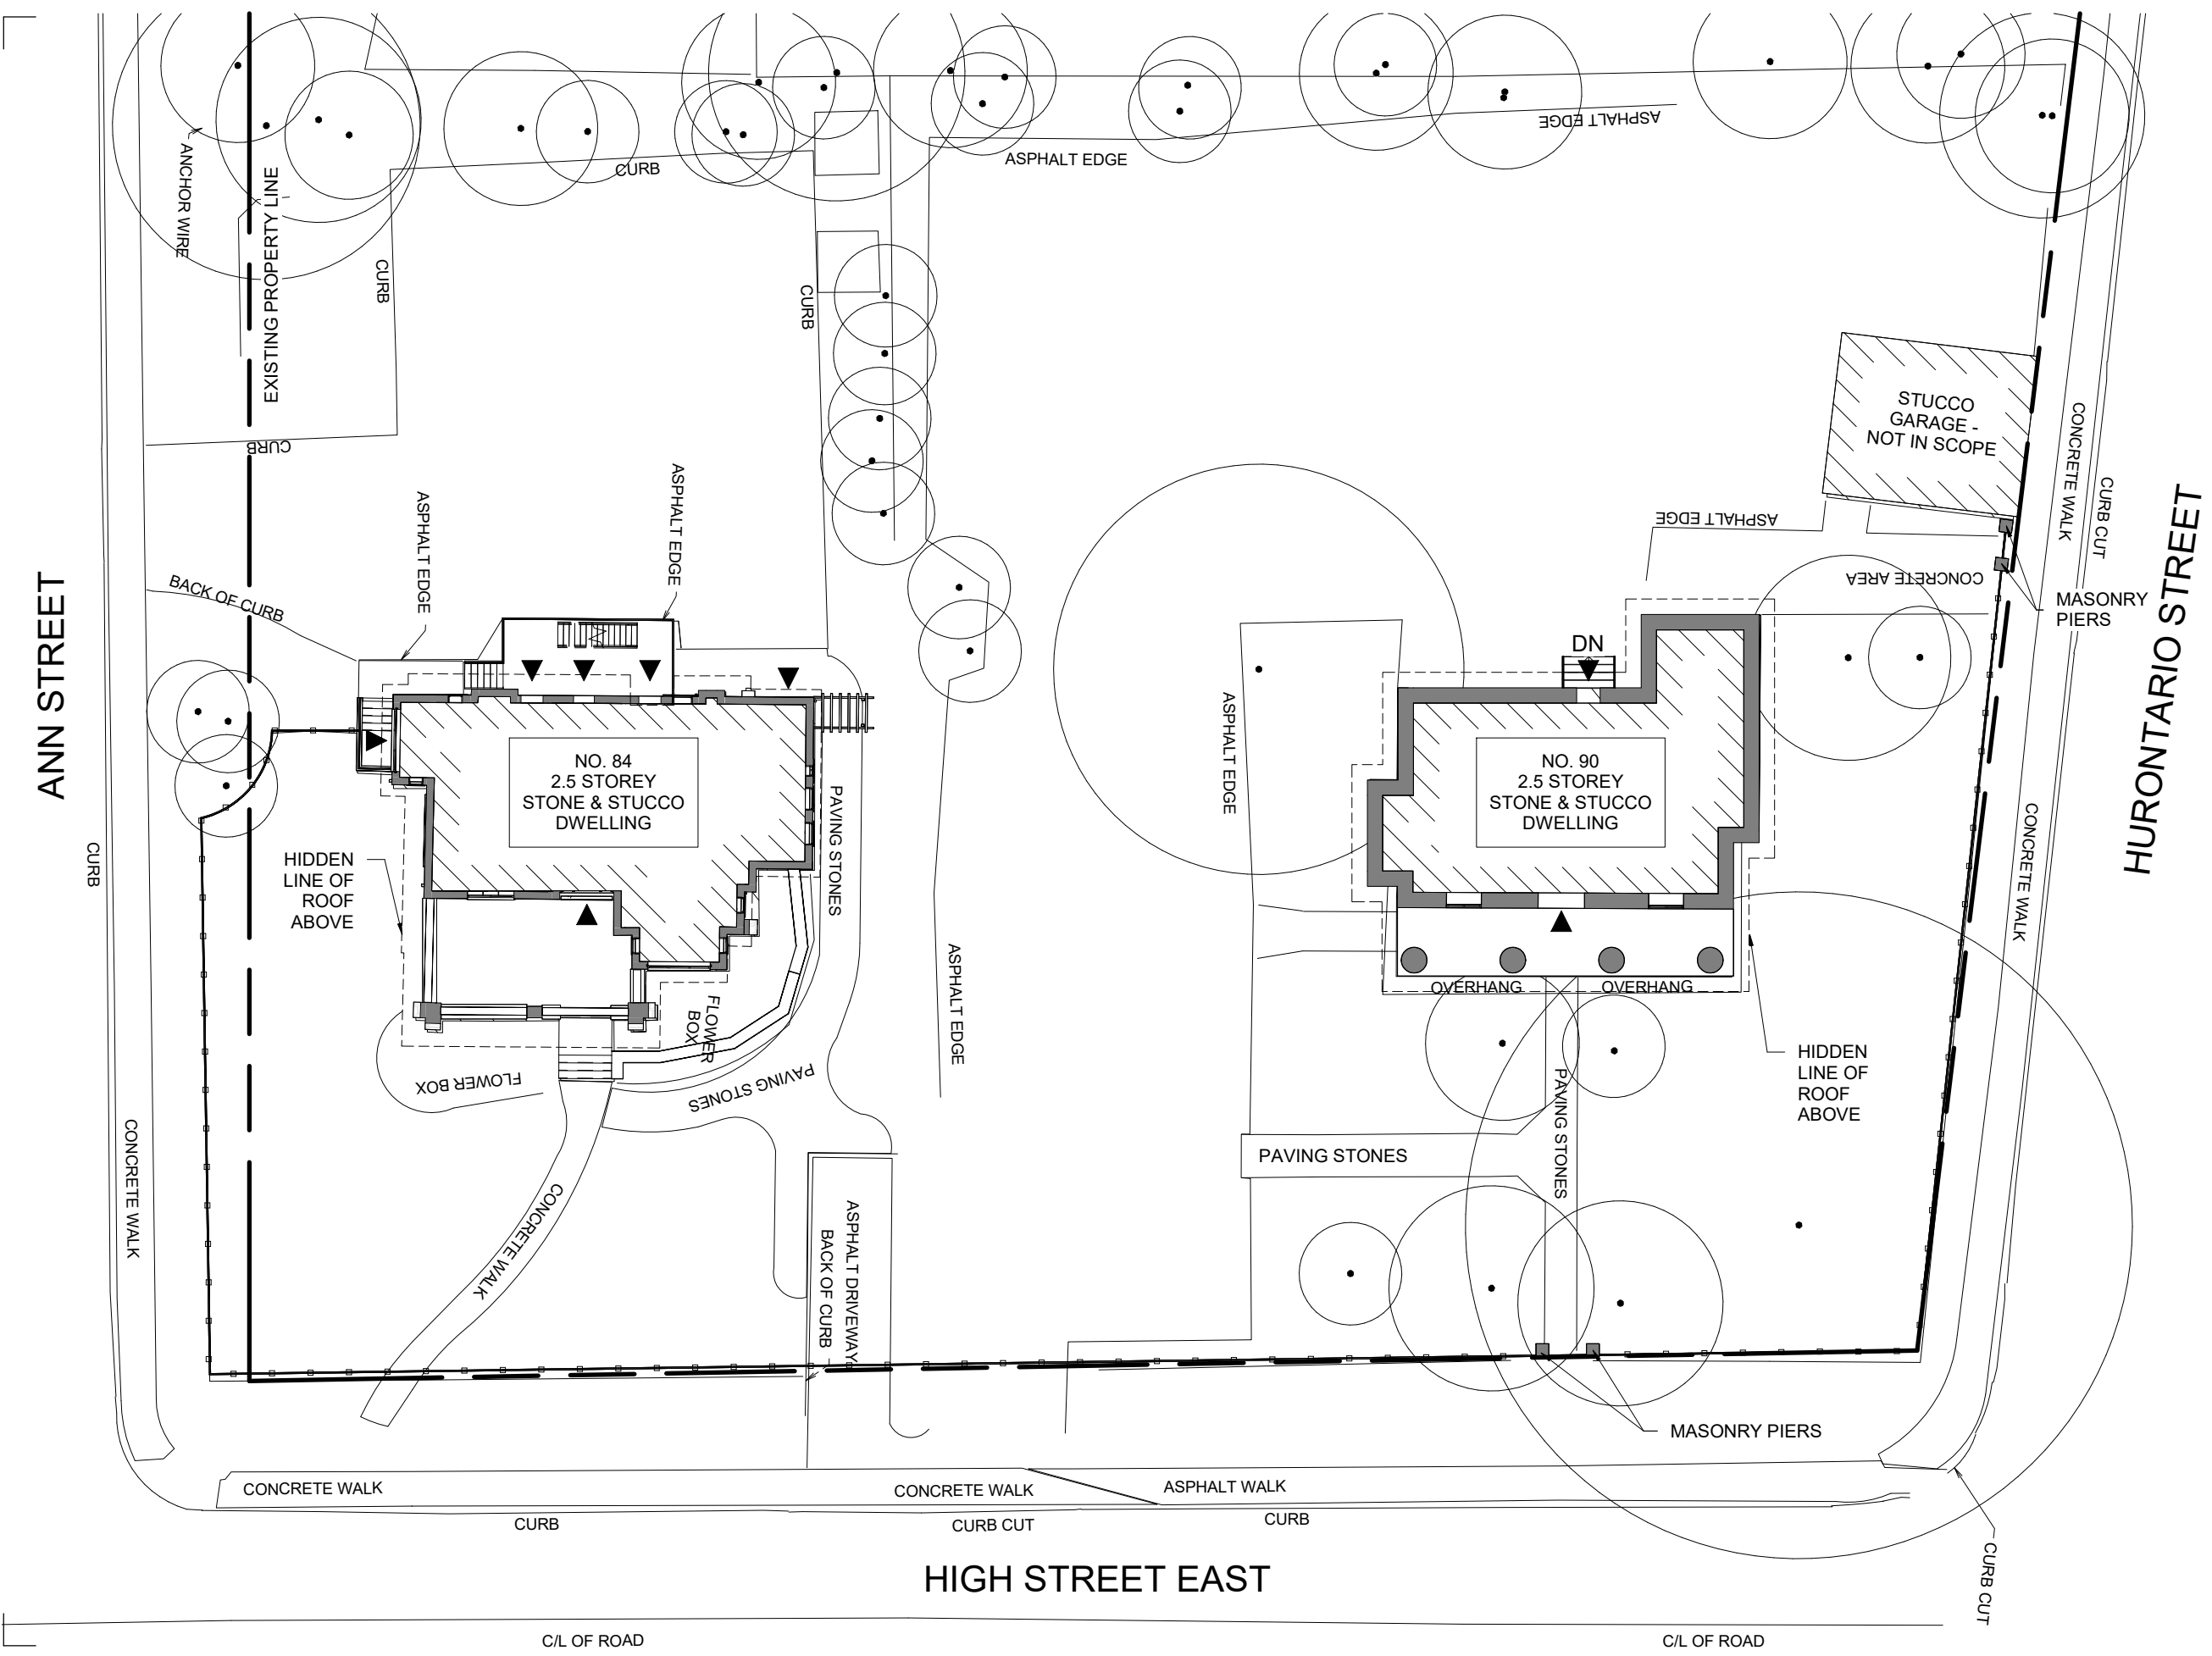 ASPHALT EDGE
ASPHALT EDGE
CURB
ANCHOR WIRE
EXISTING PROPERTY LINE
CURB
CURB
CURB
STUCCO
GARAGE -
NOT IN SCOPE
CONCRETE WALK
CURB CUT
HURONTARIO STREET
ASPHALT EDGE
ASPHALT EDGE
ASPHALT EDGE
CONCRETE AREA
MASONRY
PIERS
ANN STREET
BACK OF CURB
DN
NO. 84
2.5 STOREY
STONE & STUCCO
DWELLING
NO. 90
2.5 STOREY
STONE & STUCCO
DWELLING
ASPHALT EDGE
PAVING STONES
CONCRETE WALK
CURB
HIDDEN
LINE OF
ROOF
ABOVE
ASPHALT EDGE
OVERHANG
OVERHANG
FLOWER
BOX
FLOWER BOX
PAVING STONES
HIDDEN
LINE OF
ROOF
ABOVE
PAVING STONES
PAVING STONES
CONCRETE WALK
CONCRETE WALK
ASPHALT DRIVEWAY
BACK OF CURB
MASONRY PIERS
CONCRETE WALK
CONCRETE WALK
ASPHALT WALK
CURB
CURB CUT
CURB
CURB CUT
HIGH STREET EAST
C/L OF ROAD
C/L OF ROAD